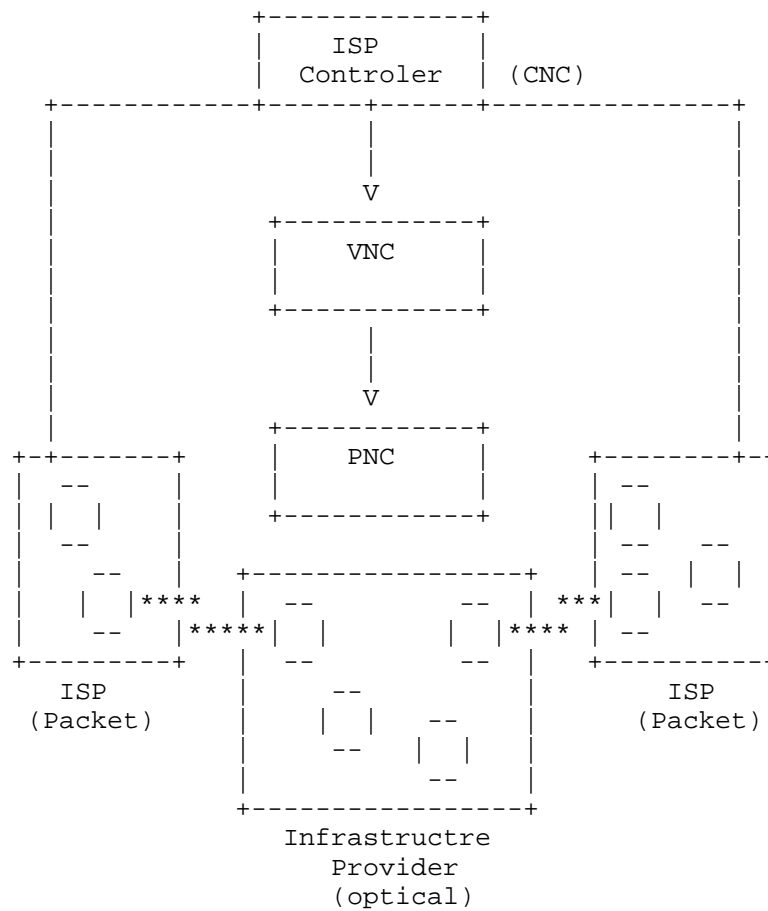 ISP
Controler (CNC)
VNC
PNC
ISP
(Packet)
ISP
(Packet)
Infrastructre
Provider
(optical)